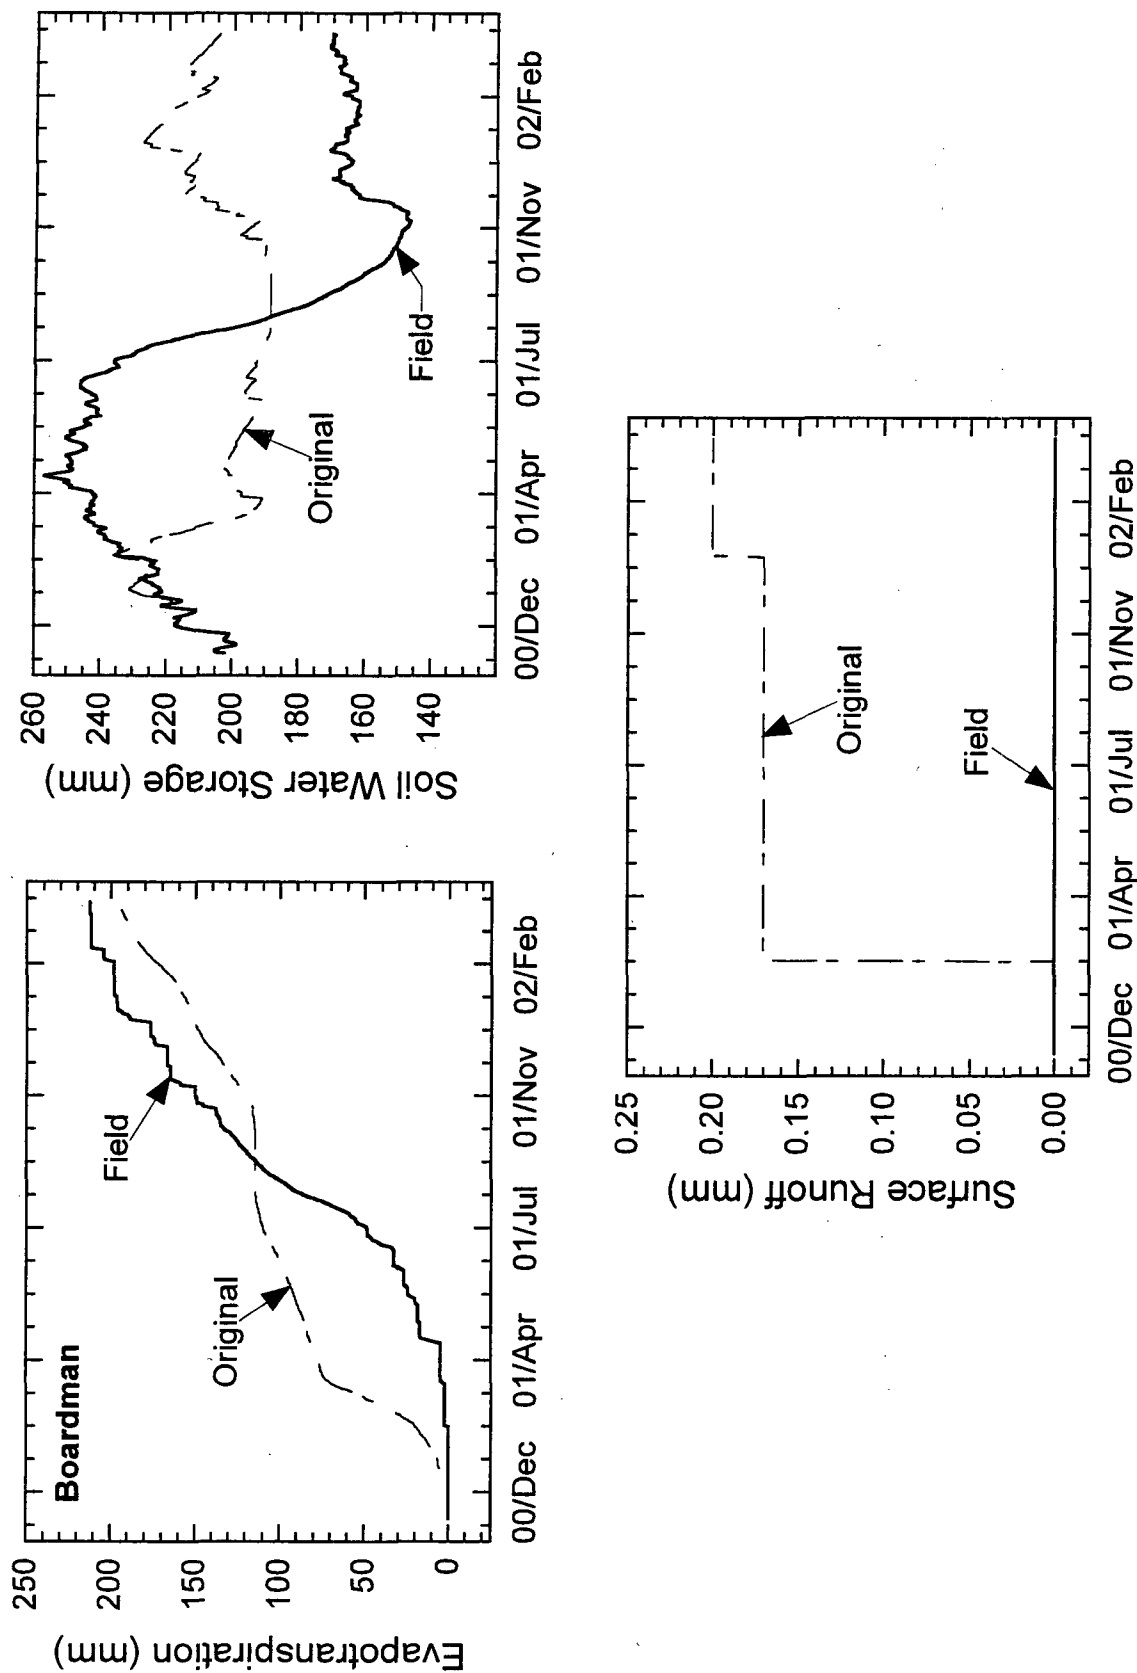 Boardman
Evapotranspiration (mm)
250
200
150
100
50
0
Field
Original
00/Dec 01/Apr 01/Jul 01/Nov 02/Feb
Soil Water Storage (mm)
260
240
220
200
180
160
140
Original
Field
00/Dec 01/Apr 01/Jul 01/Nov 02/Feb
Surface Runoff (mm)
0.25
0.20
0.15
0.10
0.05
0.00
Original
Field
00/Dec 01/Apr 01/Jul 01/Nov 02/Feb